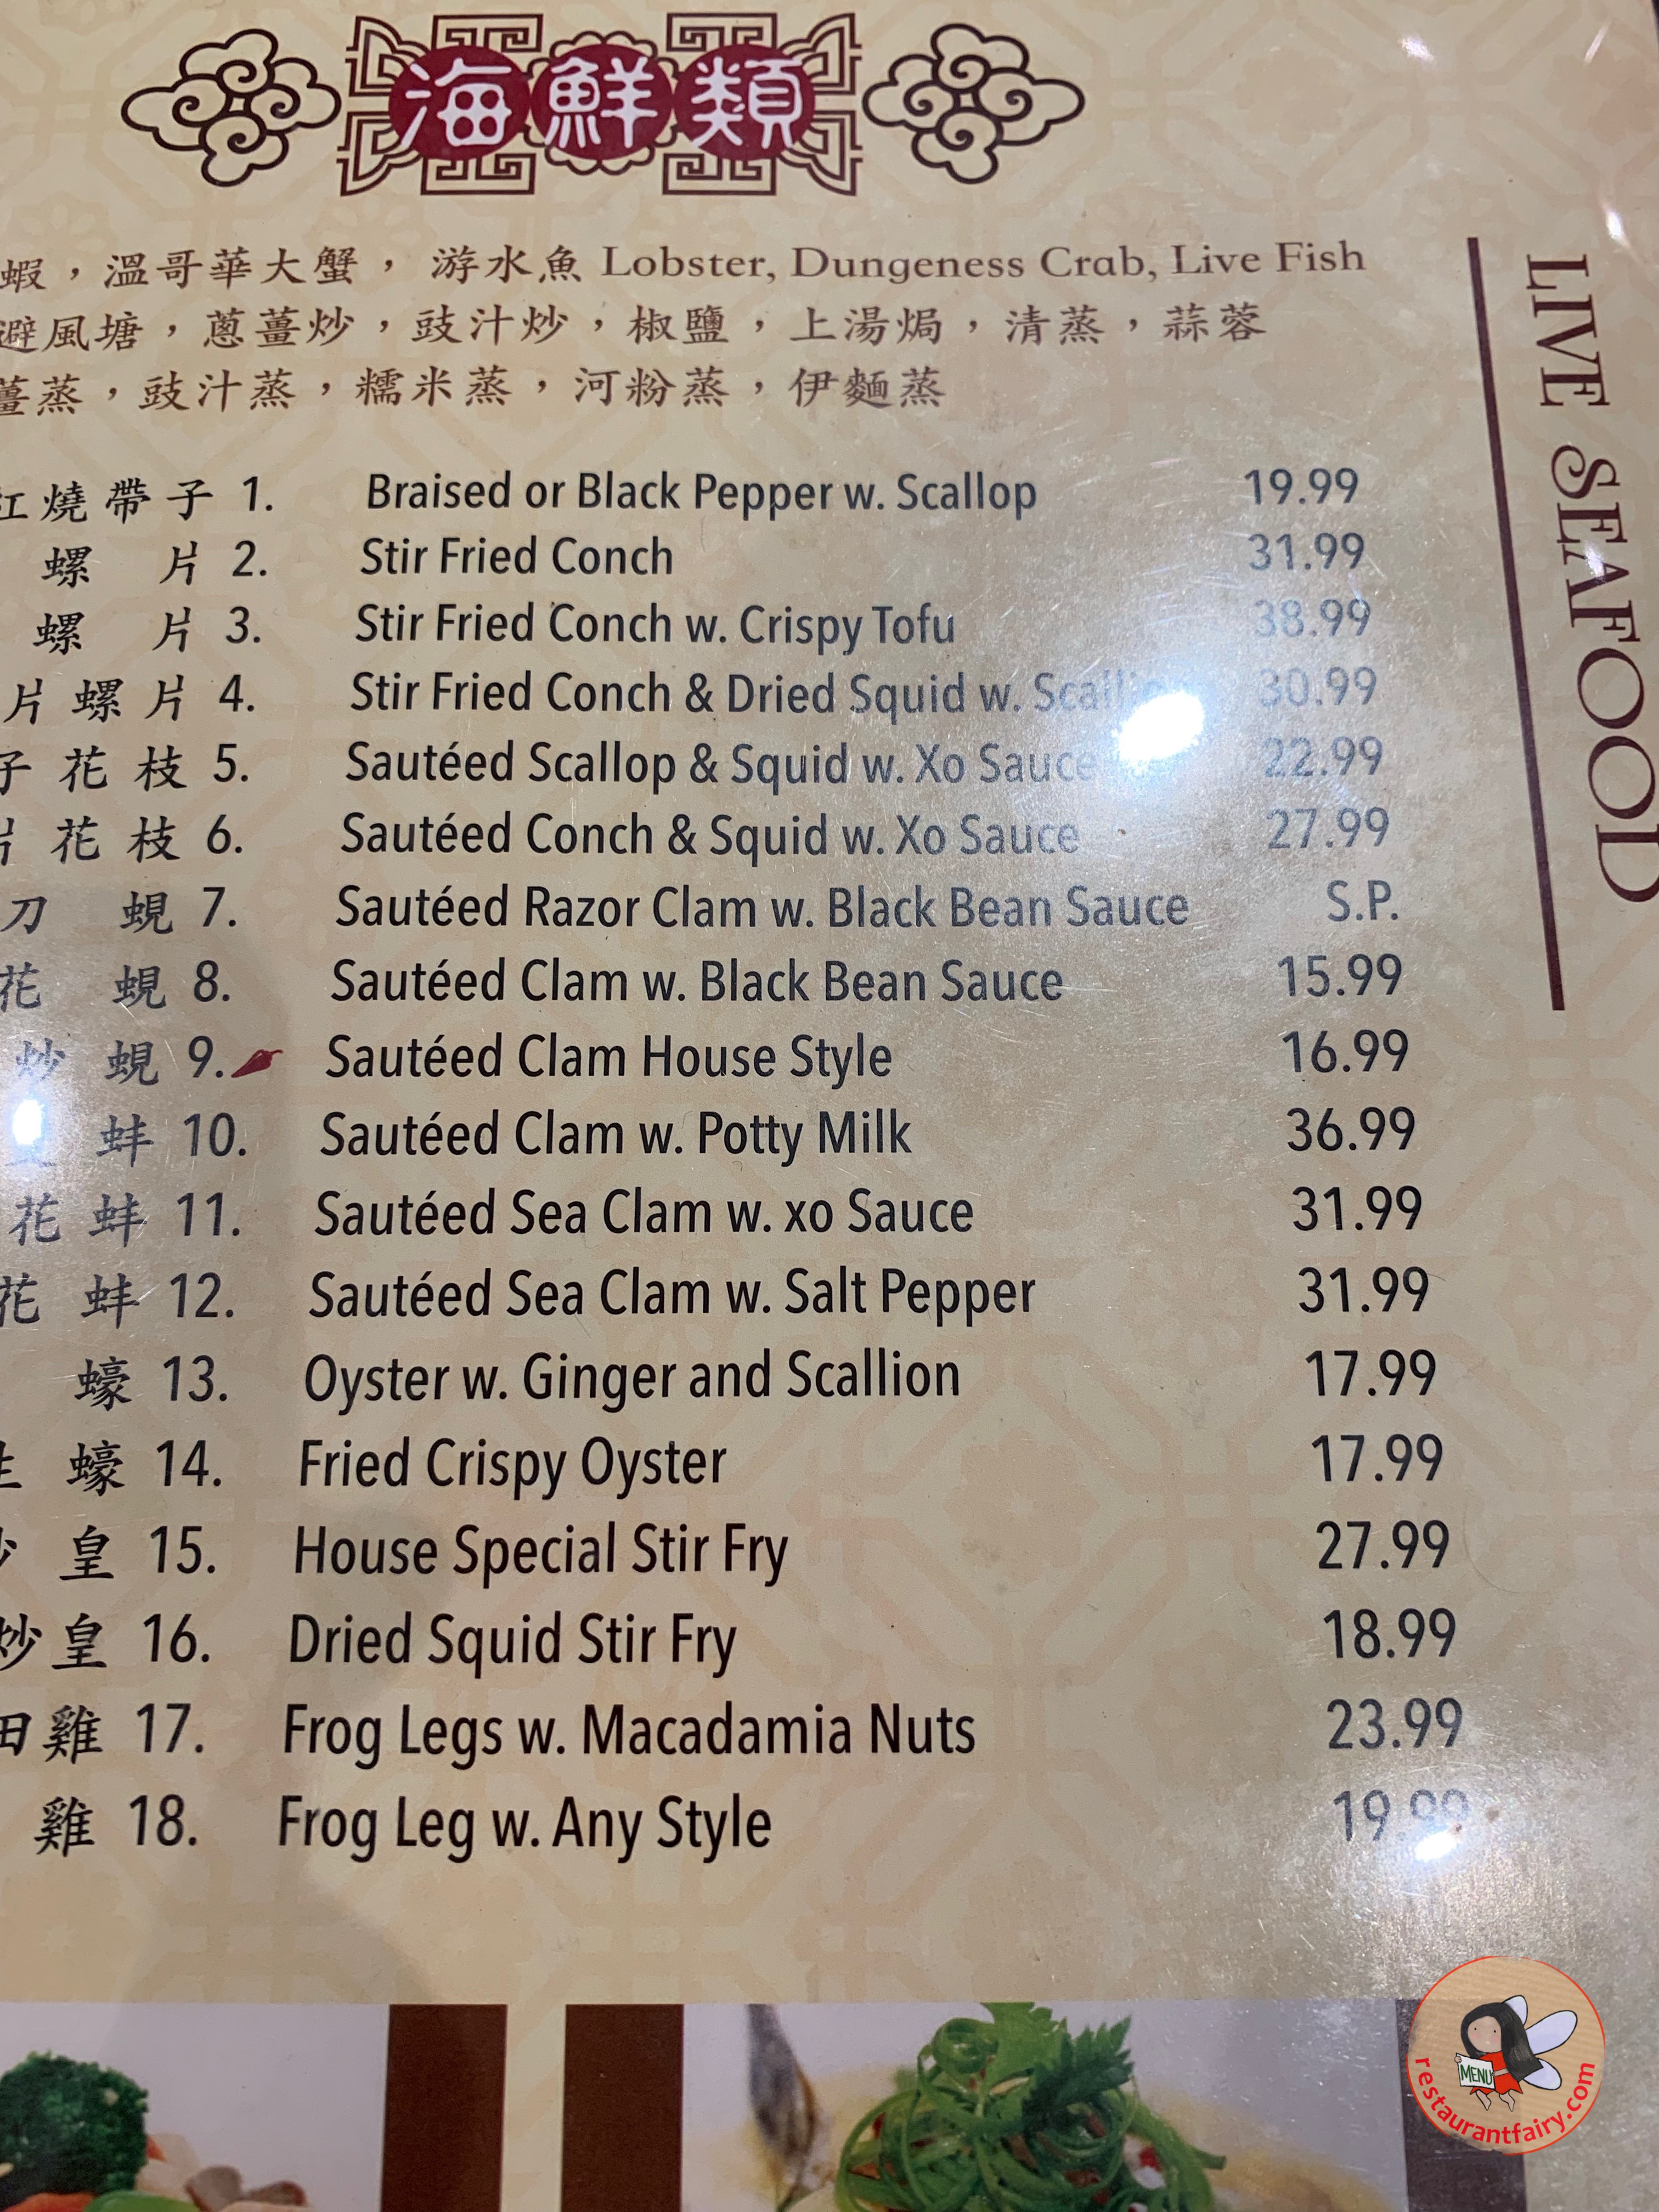 海鮮類
LIVE SEAFOOD
蝦，溫哥華大蟹， 游水魚 Lobster, Dungeness Crab, Live Fish
避風塘，蔥薑炒，豉汁炒，椒鹽，上湯焗，清蒸，蒜蓉
薑蒸，豉汁蒸，糯米蒸，河粉蒸，伊麵蒸
紅燒帶子 1. Braised or Black Pepper w. Scallop 19.99
螺 片 2. Stir Fried Conch 31.99
螺 片 3. Stir Fried Conch w. Crispy Tofu 38.99
片螺片 4. Stir Fried Conch & Dried Squid w. 30.99
子花枝 5. Sautéed Scallop & Squid w. Xo Sauce 22.99
片花枝 6. Sautéed Conch & Squid w. Xo Sauce 27.99
刀 蜆 7. Sautéed Razor Clam w. Black Bean Sauce S.P.
花 蜆 8. Sautéed Clam w. Black Bean Sauce 15.99
炒 蜆 9. Sautéed Clam House Style 16.99
蚌 10. Sautéed Clam w. Potty Milk 36.99
花蚌 11. Sautéed Sea Clam w. xo Sauce 31.99
花 蚌 12. Sautéed Sea Clam w. Salt Pepper 31.99
蠔 13. Oyster w. Ginger and Scallion 17.99
生 蠔 14. Fried Crispy Oyster 17.99
炒 皇 15. House Special Stir Fry 27.99
炒皇 16. Dried Squid Stir Fry 18.99
田雞 17. Frog Legs w. Macadamia Nuts 23.99
雞 18. Frog Leg w. Any Style 19.99
MENU
restaurantfairy.com